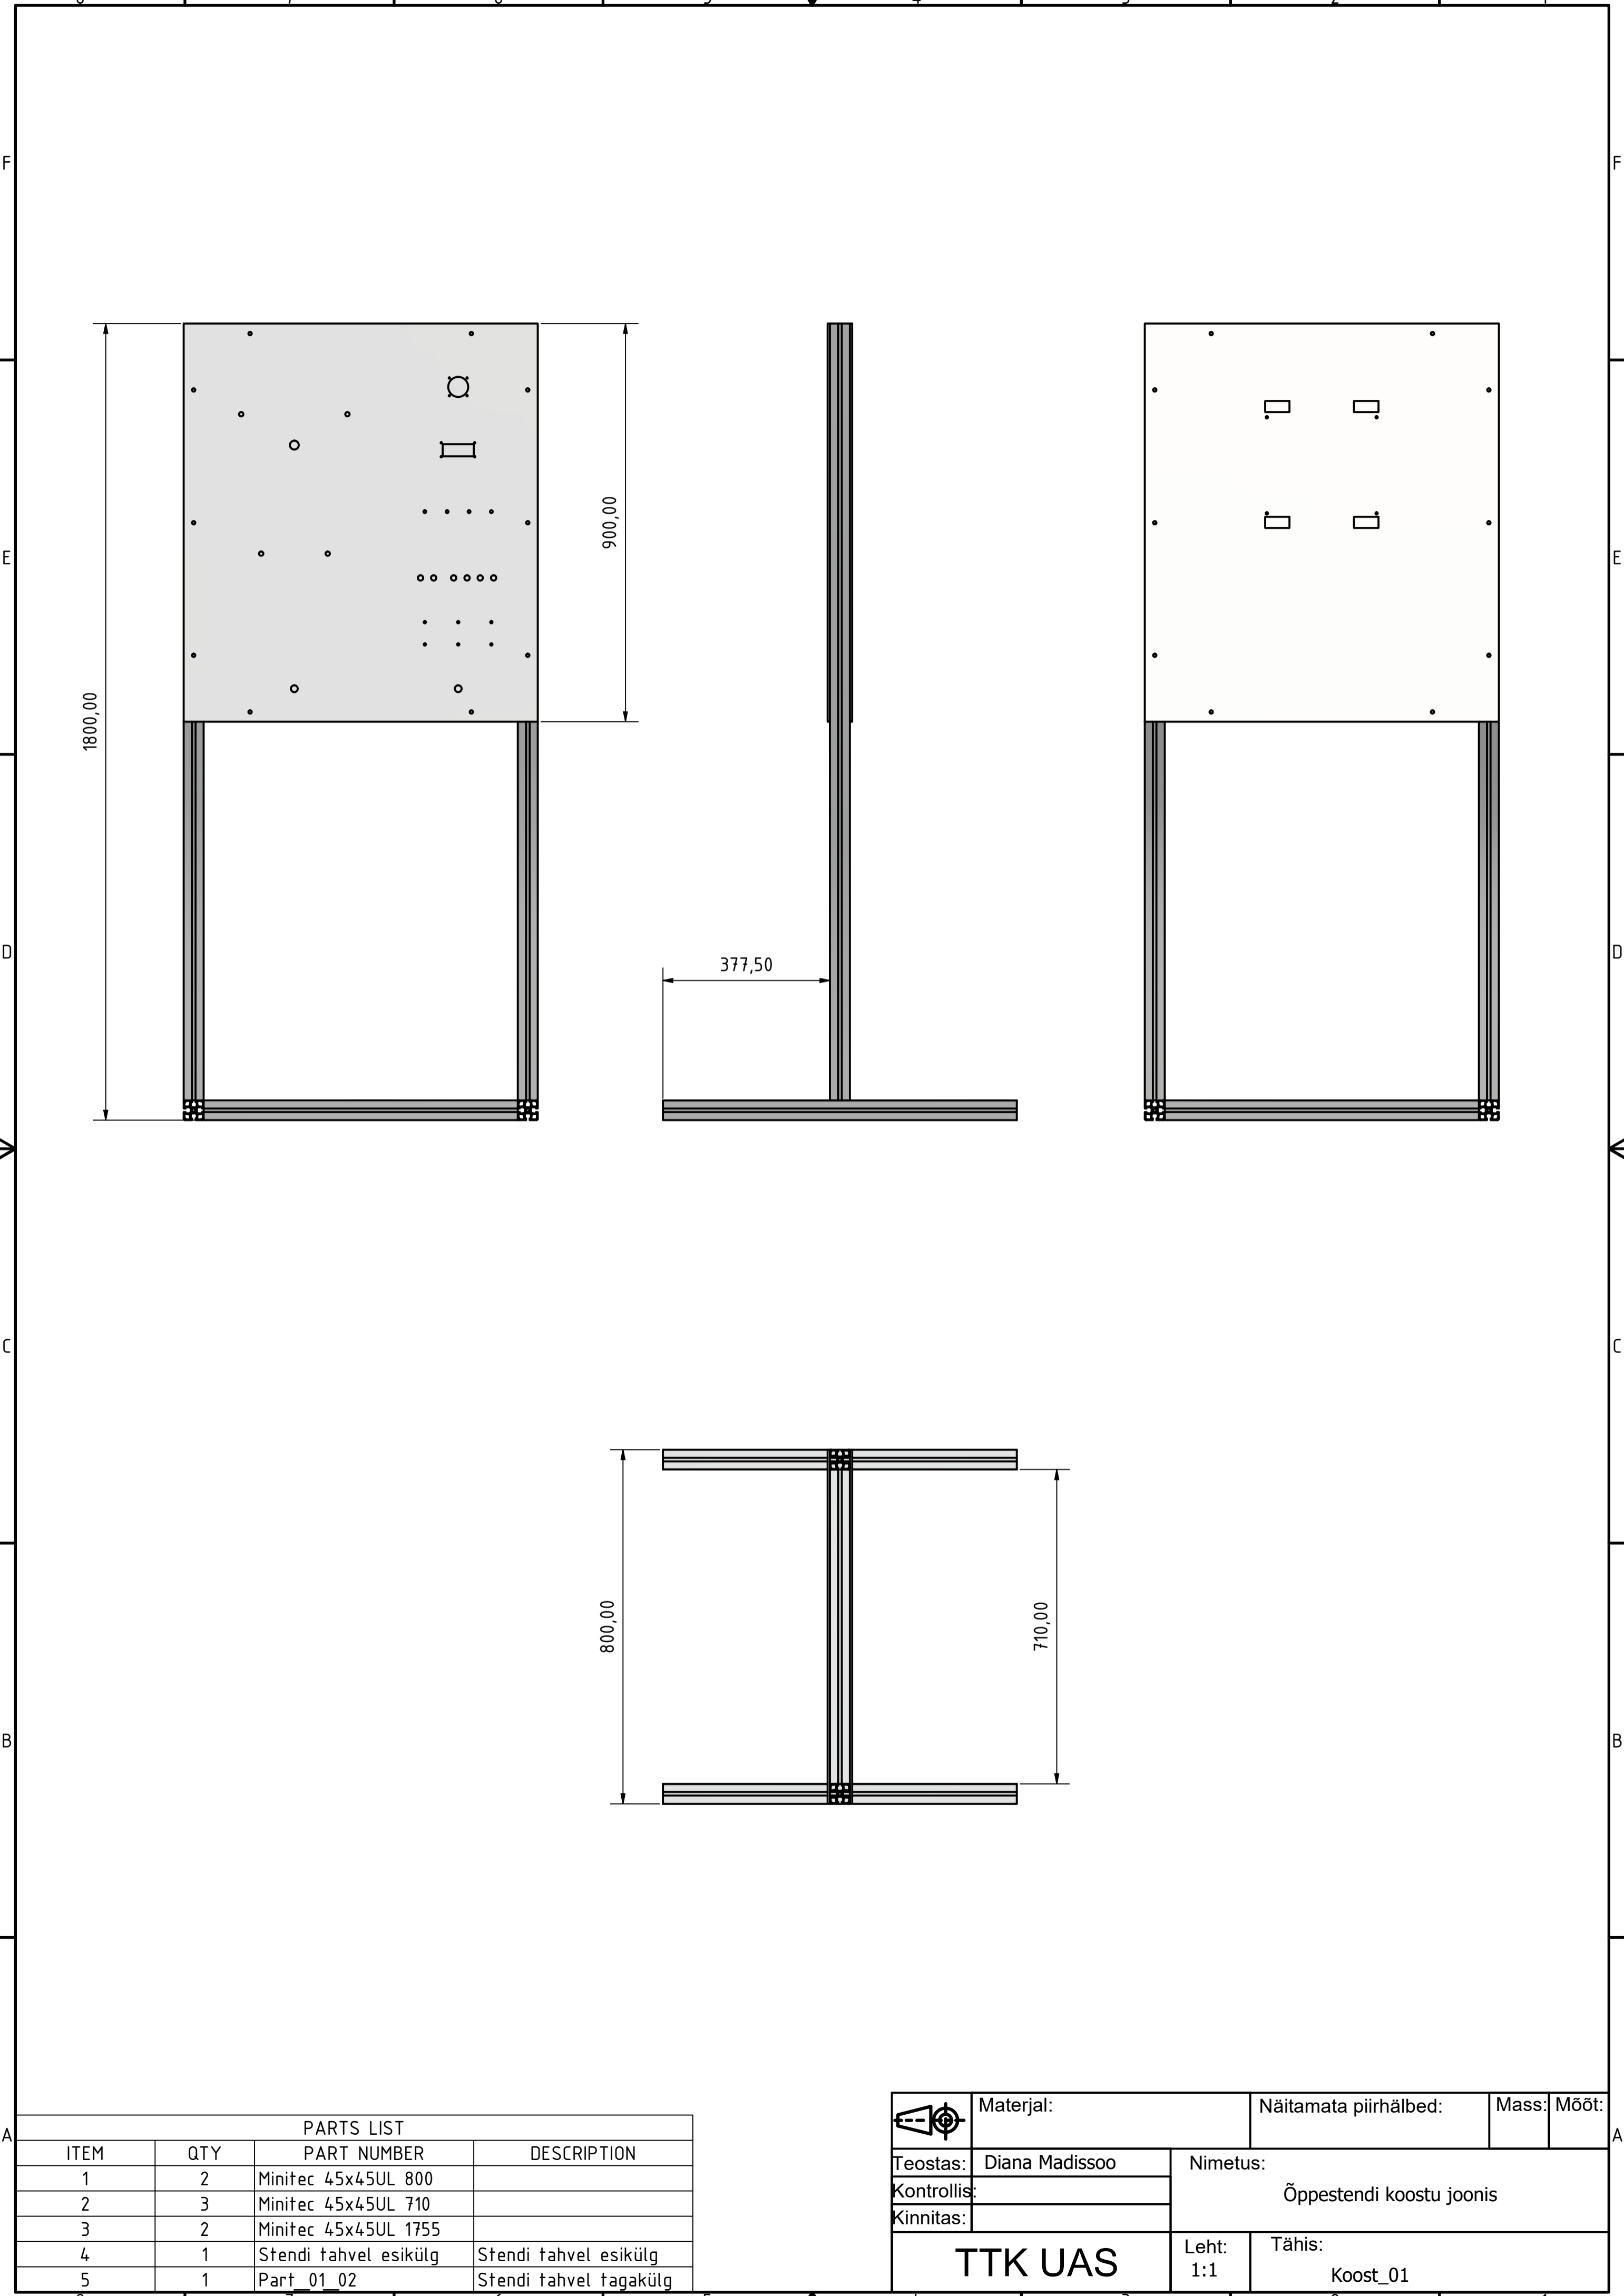 F
F
E
E
D
D
C
C
B
B
A
A
1800,00
900,00
377,50
800,00
710,00
PARTS LIST
ITEM QTY PART NUMBER DESCRIPTION
1 2 Minitec 45x45UL 800
2 3 Minitec 45x45UL 710
3 2 Minitec 45x45UL 1755
4 1 Stendi tahvel esikülg Stendi tahvel esikülg
5 1 Part_01_02 Stendi tahvel tagakülg
Materjal: Näitamata piirhälbed: Mass: Mõõt:
Teostas: Diana Madissoo Nimetus:
Kontrollis:
Õppestendi koostu joonis
Kinnitas:
TTK UAS
Leht: Tähis:
1:1 Koost_01